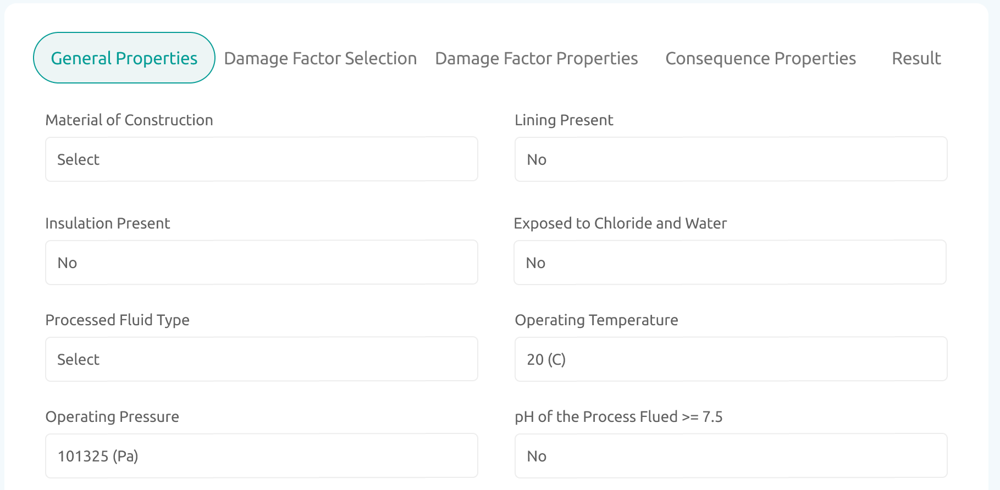 General Properties Damage Factor Selection Damage Factor Properties Consequence Properties Result
Material of Construction Lining Present
Select No
Insulation Present Exposed to Chloride and Water
No No
Processed Fluid Type Operating Temperature
Select 20 (C)
Operating Pressure pH of the Process Flued >= 7.5
101325 (Pa) No